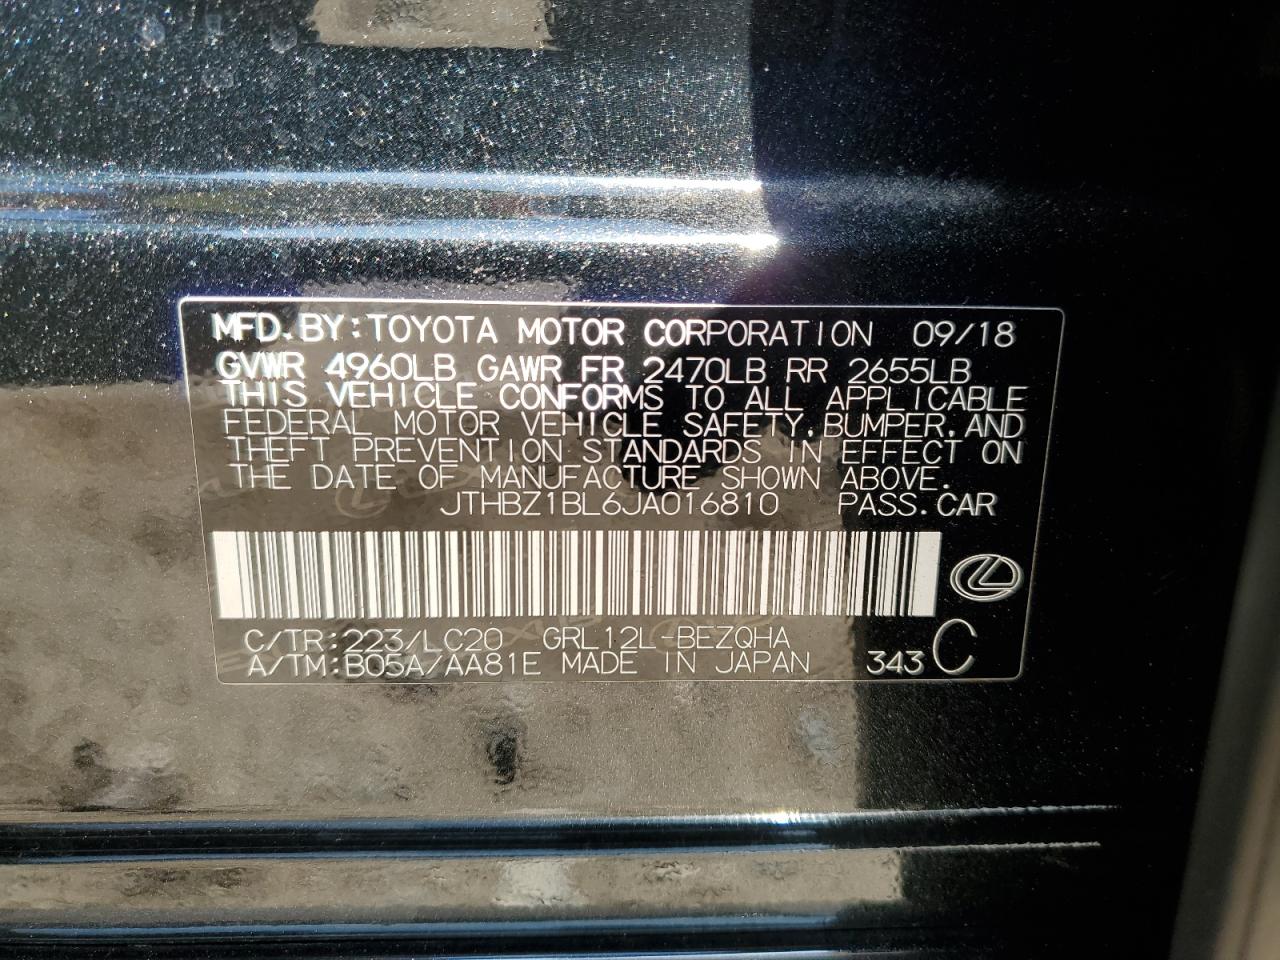 MFD. BY: TOYOTA MOTOR CORPORATION 09/18
GVWR 4960LB GAWR FR 2470LB RR 2655LB
THIS VEHICLE CONFORMS TO ALL APPLICABLE
FEDERAL MOTOR VEHICLE SAFETY, BUMPER, AND
THEFT PREVENTION STANDARDS IN EFFECT ON
THE DATE OF MANUFACTURE SHOWN ABOVE.
JTHBZ1BL6JA016810 PASS. CAR
C/TR: 223/LC20 GRL12L-BEZQHA
A/TM: B05A/AA81E MADE IN JAPAN 343 C